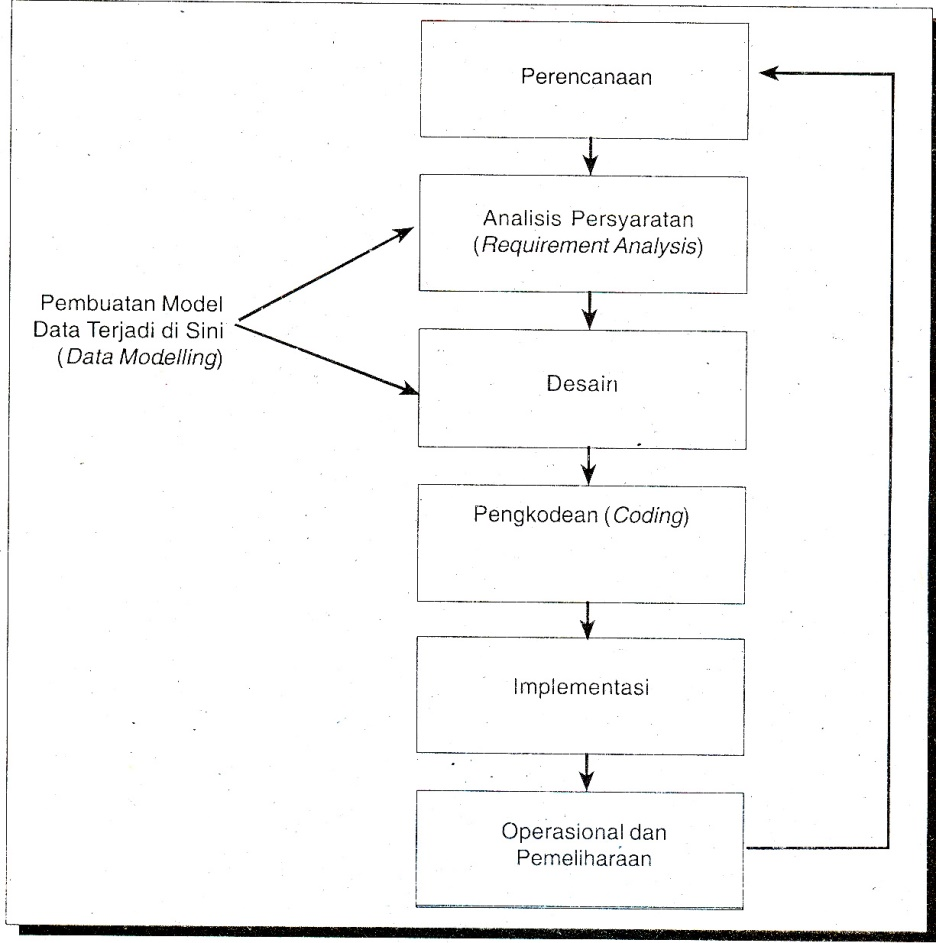 Perencanaan
Analisis Persyaratan
(Requirement Analysis)
Pembuatan Model
Data Terjadi di Sini
(Data Modelling)
Desain
Pengkodean (Coding)
Implementasi
Operasional dan
Pemeliharaan